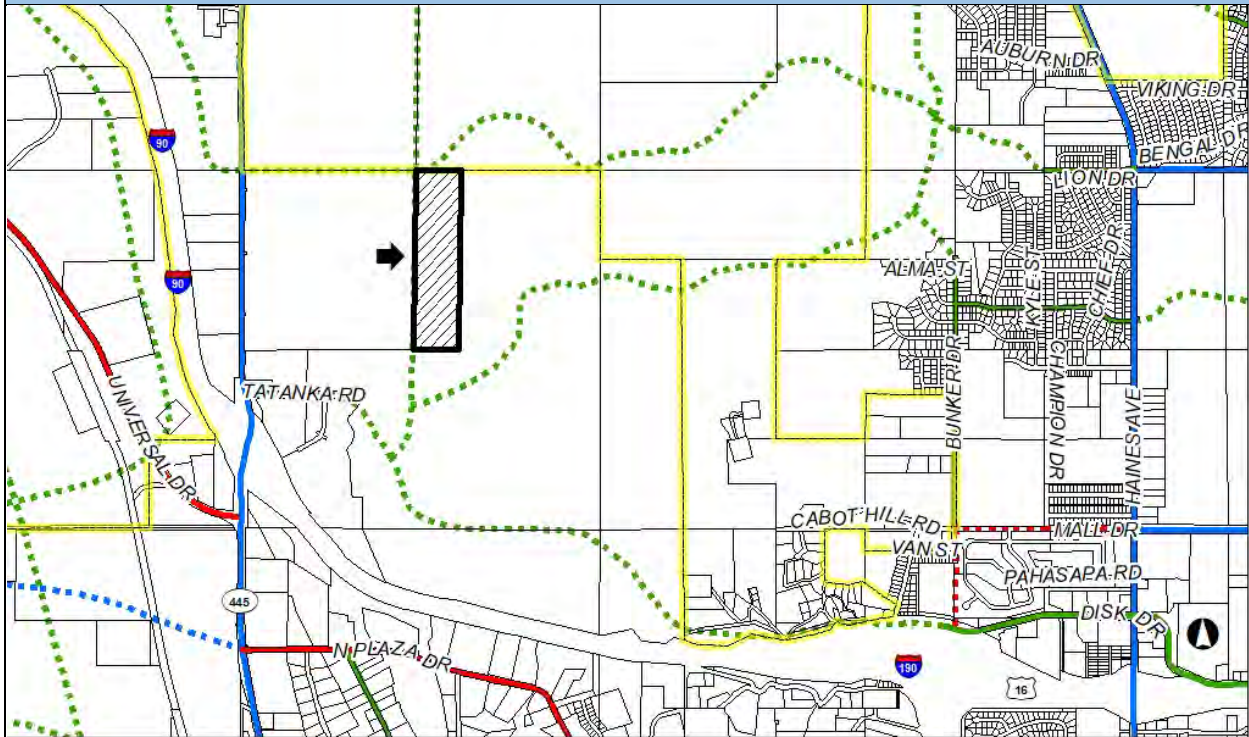 AUBURN DR
VIKING DR
90
BENGAL DR
LION DR
ALMA ST
KYLE ST
CHIEF DR
90
UNIVERSAL DR
TATANKA RD
BUNKER DR
CHAMPION DR
HAINES AVE
CABOT HILL RD
MALL DR
VAN ST
PAHASAPA RD
445
DISK DR
N PLAZA DR
190
16